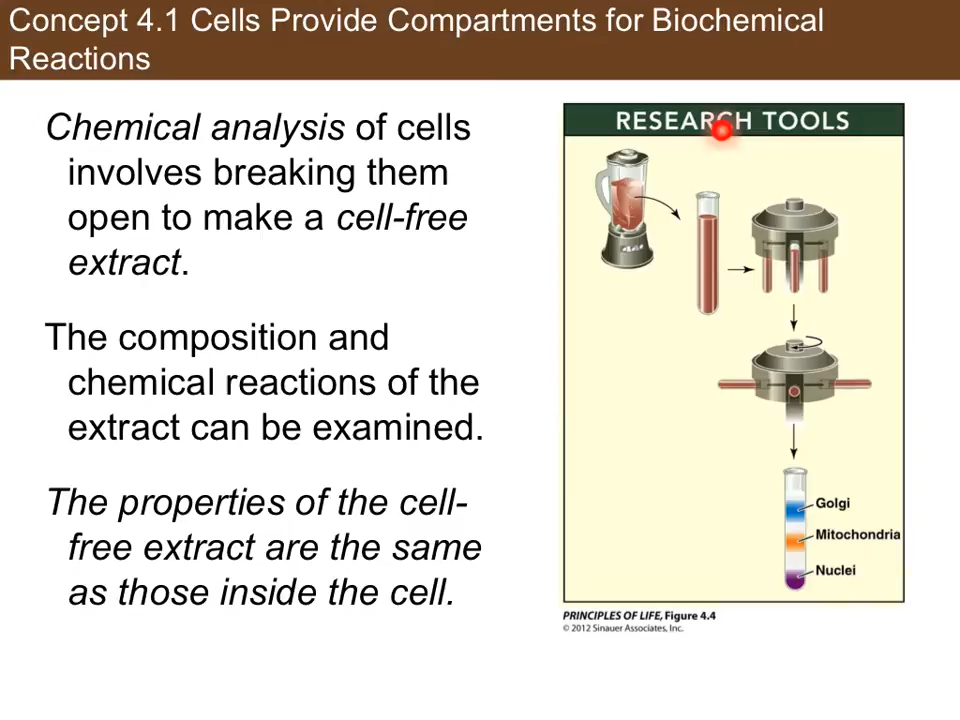 Concept 4.1 Cells Provide Compartments for Biochemical
Reactions
Chemical analysis of cells
involves breaking them
open to make a cell-free
extract.
The composition and
chemical reactions of the
extract can be examined.
The properties of the cell-
free extract are the same
as those inside the cell.
RESEARCH TOOLS
Golgi
Mitochondria
Nuclei
PRINCIPLES OF LIFE, Figure 4.4
© 2012 Sinauer Associates, Inc.